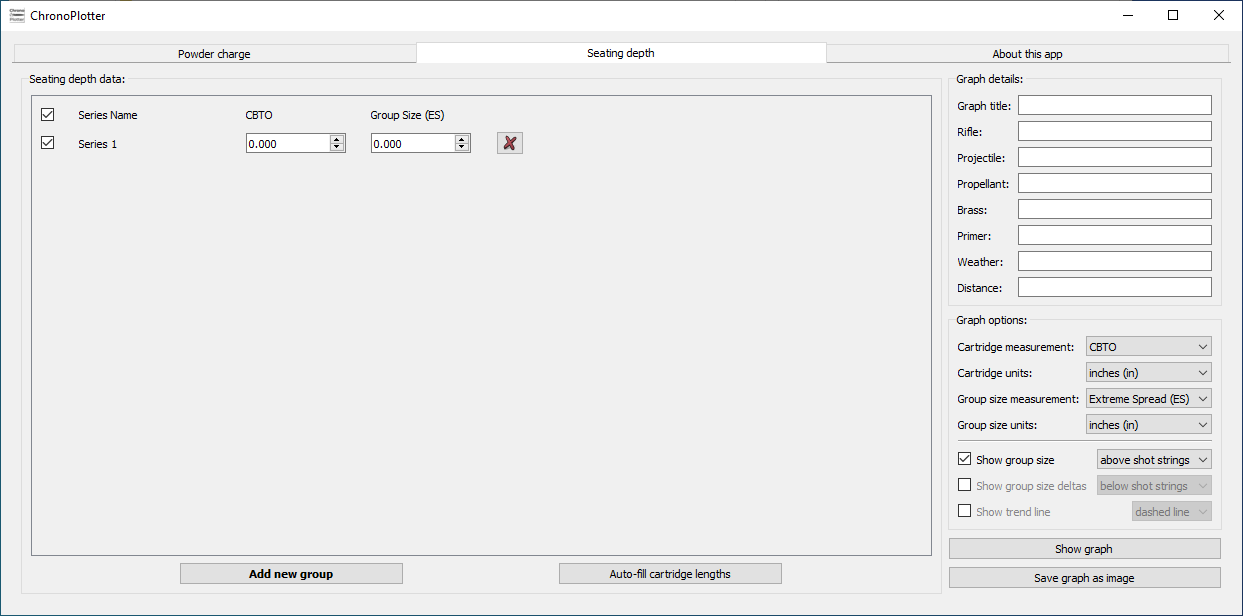 ChronoPlotter
Powder charge
Seating depth
About this app
Seating depth data:
Series Name CBTO Group Size (ES)
Series 1 0.000 0.000
Add new group
Auto-fill cartridge lengths
Graph details:
Graph title:
Rifle:
Projectile:
Propellant:
Brass:
Primer:
Weather:
Distance:
Graph options:
Cartridge measurement: CBTO
Cartridge units: inches (in)
Group size measurement: Extreme Spread (ES)
Group size units: inches (in)
Show group size above shot strings
Show group size deltas below shot strings
Show trend line dashed line
Show graph
Save graph as image